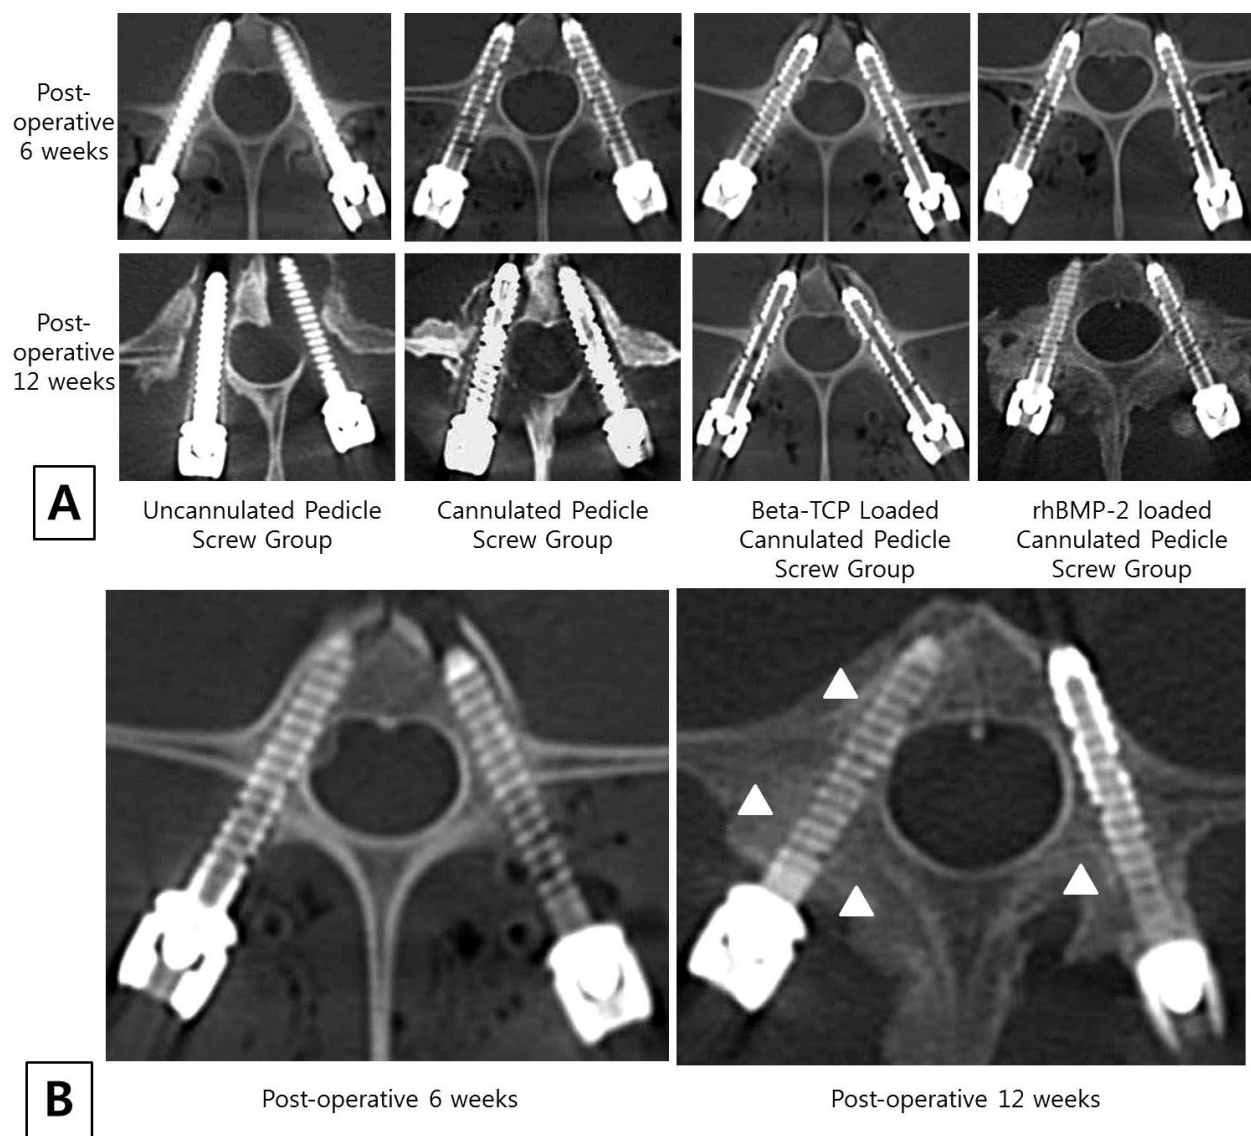 Post-
operative
6 weeks
Post-
operative
12 weeks
A
Uncannulated Pedicle
Screw Group
Cannulated Pedicle
Screw Group
Beta-TCP Loaded
Cannulated Pedicle
Screw Group
rhBMP-2 loaded
Cannulated Pedicle
Screw Group
B
Post-operative 6 weeks
Post-operative 12 weeks